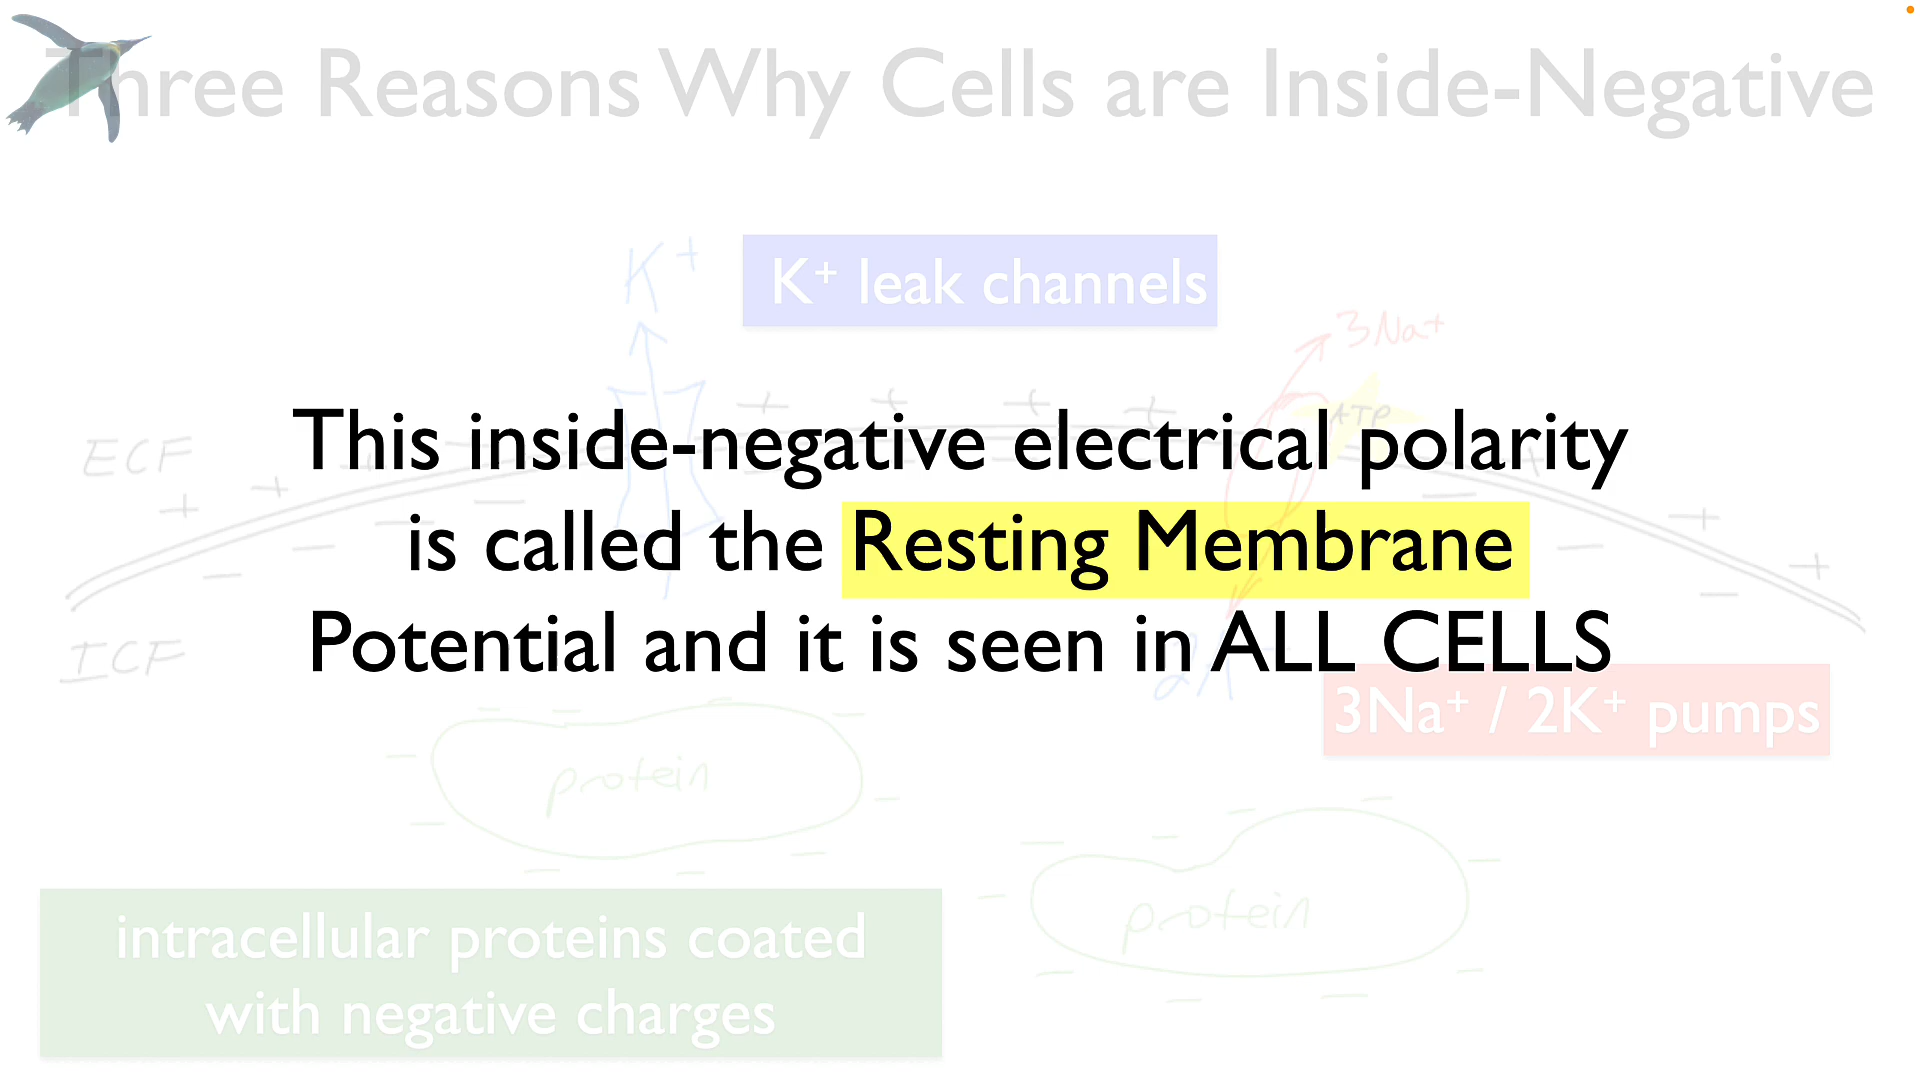 Three Reasons Why Cells are Inside-Negative
K+
K⁺ leak channels
3Na+
ATP
This inside-negative electrical polarity
ECF
is called the Resting Membrane
Potential and it is seen in ALL CELLS
ICF
2K+
3Na⁺ / 2K⁺ pumps
protein
protein
intracellular proteins coated
with negative charges